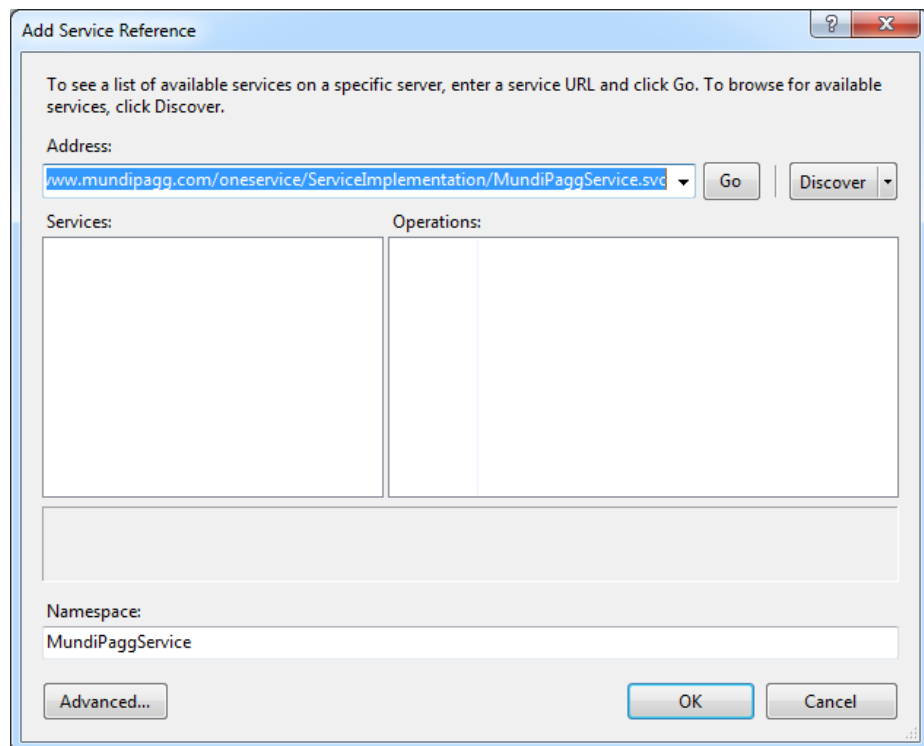 Add Service Reference
To see a list of available services on a specific server, enter a service URL and click Go. To browse for available
services, click Discover.
Address:
www.mundipagg.com/oneservice/ServiceImplementation/MundiPaggService.svc
Go
Discover
Services:
Operations:
Namespace:
MundiPaggService
Advanced...
OK
Cancel